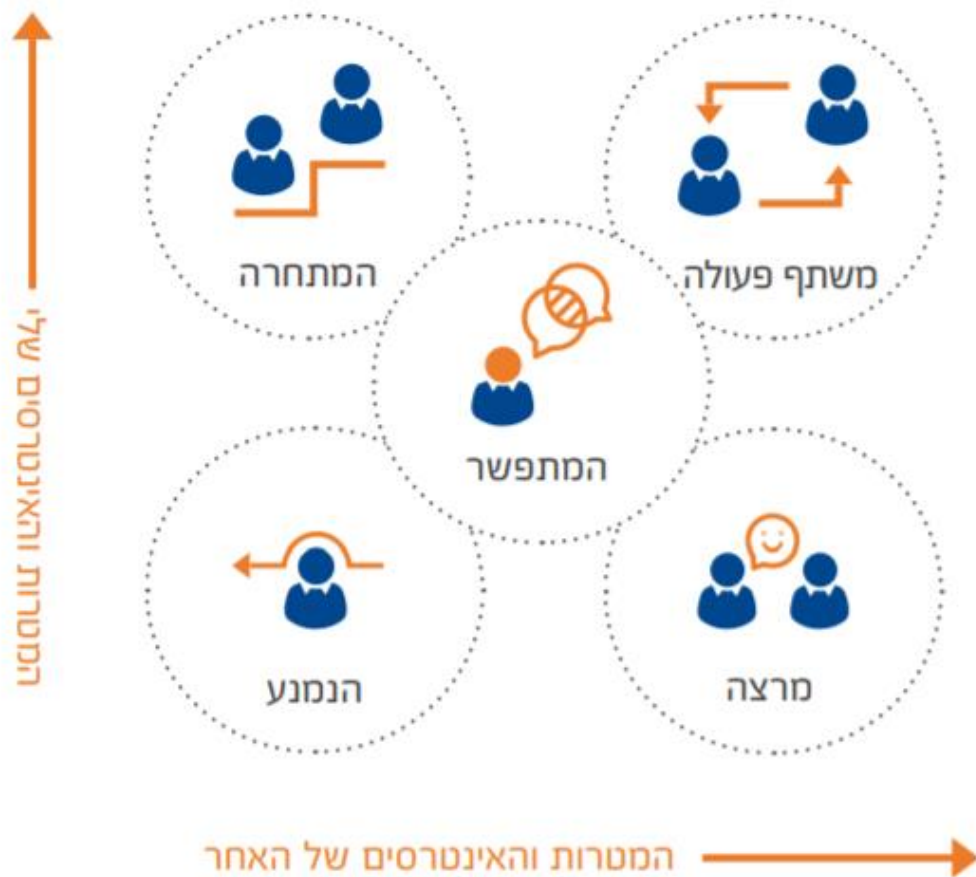 המתחרה
משתף פעולה
המתפשר
הנמנע
מרצה
המטרות והאינטרסים שלי
המטרות והאינטרסים של האחר